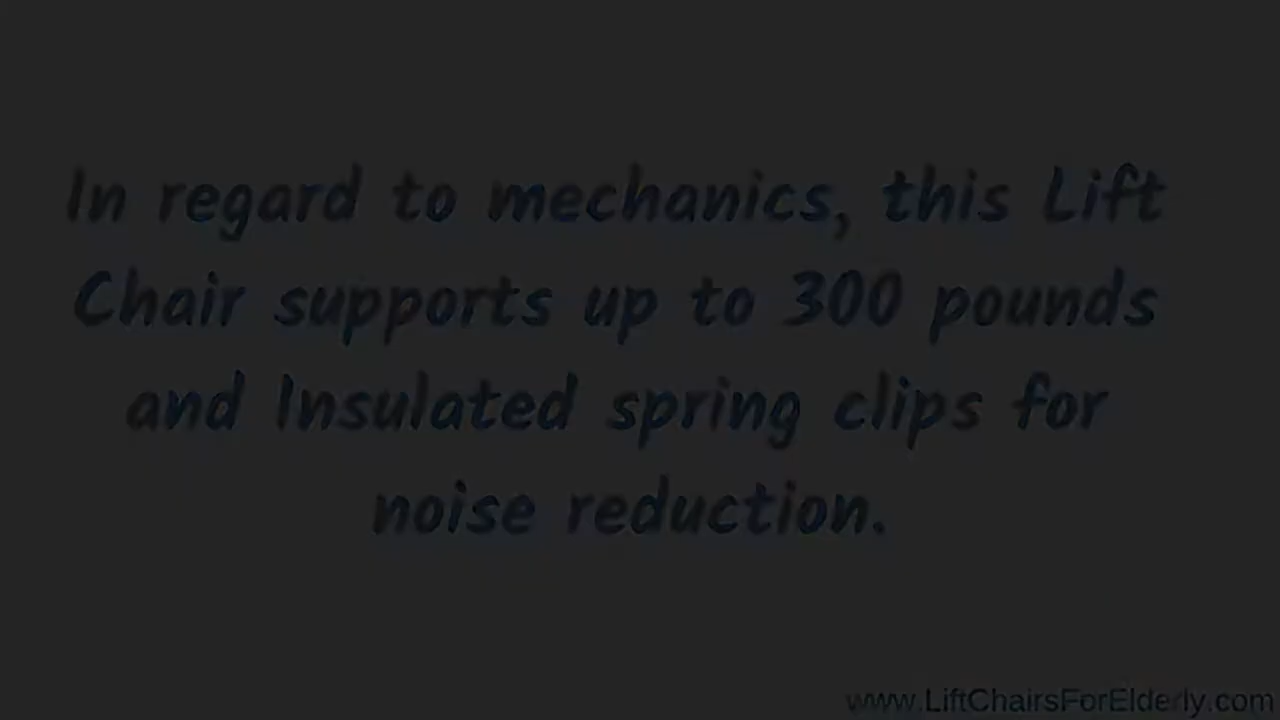 In regard to mechanics, this Lift
Chair supports up to 300 pounds
and Insulated spring clips for
noise reduction.
www.LiftChairsForElderly.com